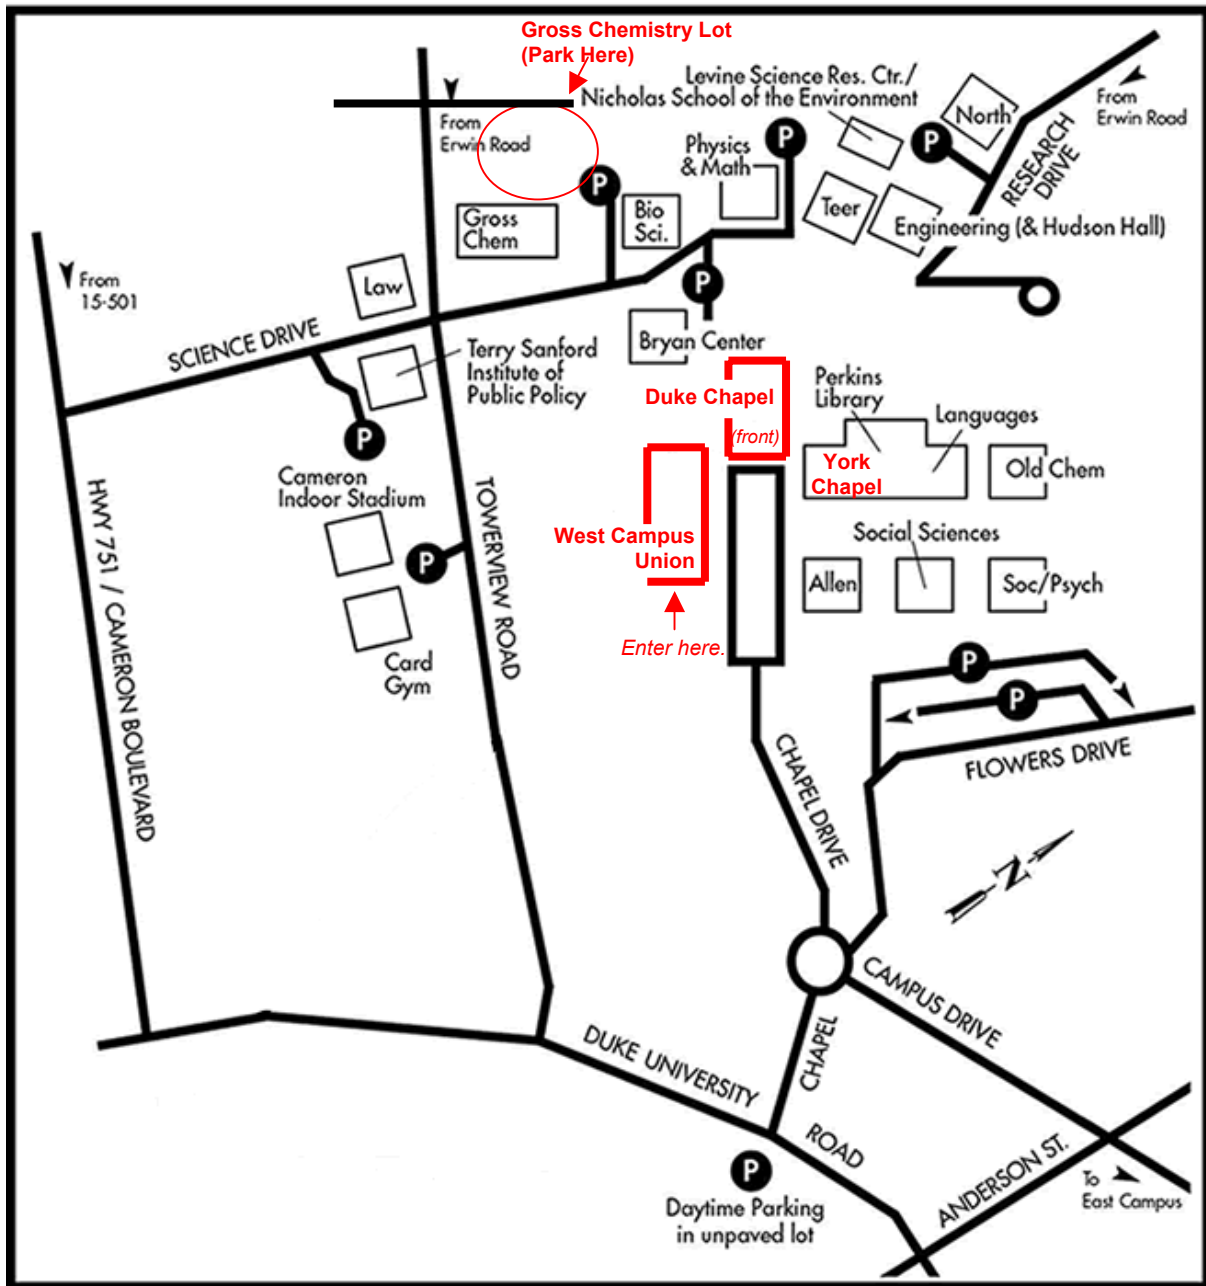 Gross Chemistry Lot
(Park Here)
Levine Science Res. Ctr./
Nicholas School of the Environment
From
Erwin Road
North
From
Erwin Road
RESEARCH
DRIVE
P
P
Physics
& Math
P
Gross
Chem
Bio
Sci.
Teer
Engineering (& Hudson Hall)
From
15-501
Law
P
SCIENCE DRIVE
Terry Sanford
Institute of
Public Policy
Bryan Center
Duke Chapel
(front)
Perkins
Library
Languages
P
York
Chapel
Old Chem
Cameron
Indoor Stadium
HWY 751 / CAMERON BOULEVARD
TOWERVIEW ROAD
West Campus
Union
Social Sciences
P
Allen
Soc/Psych
Enter here.
Card
Gym
P
P
FLOWERS DRIVE
CHAPEL DRIVE
N
CAMPUS DRIVE
CHAPEL
DUKE UNIVERSITY
ROAD
ANDERSON ST.
To
East Campus
P
Daytime Parking
in unpaved lot